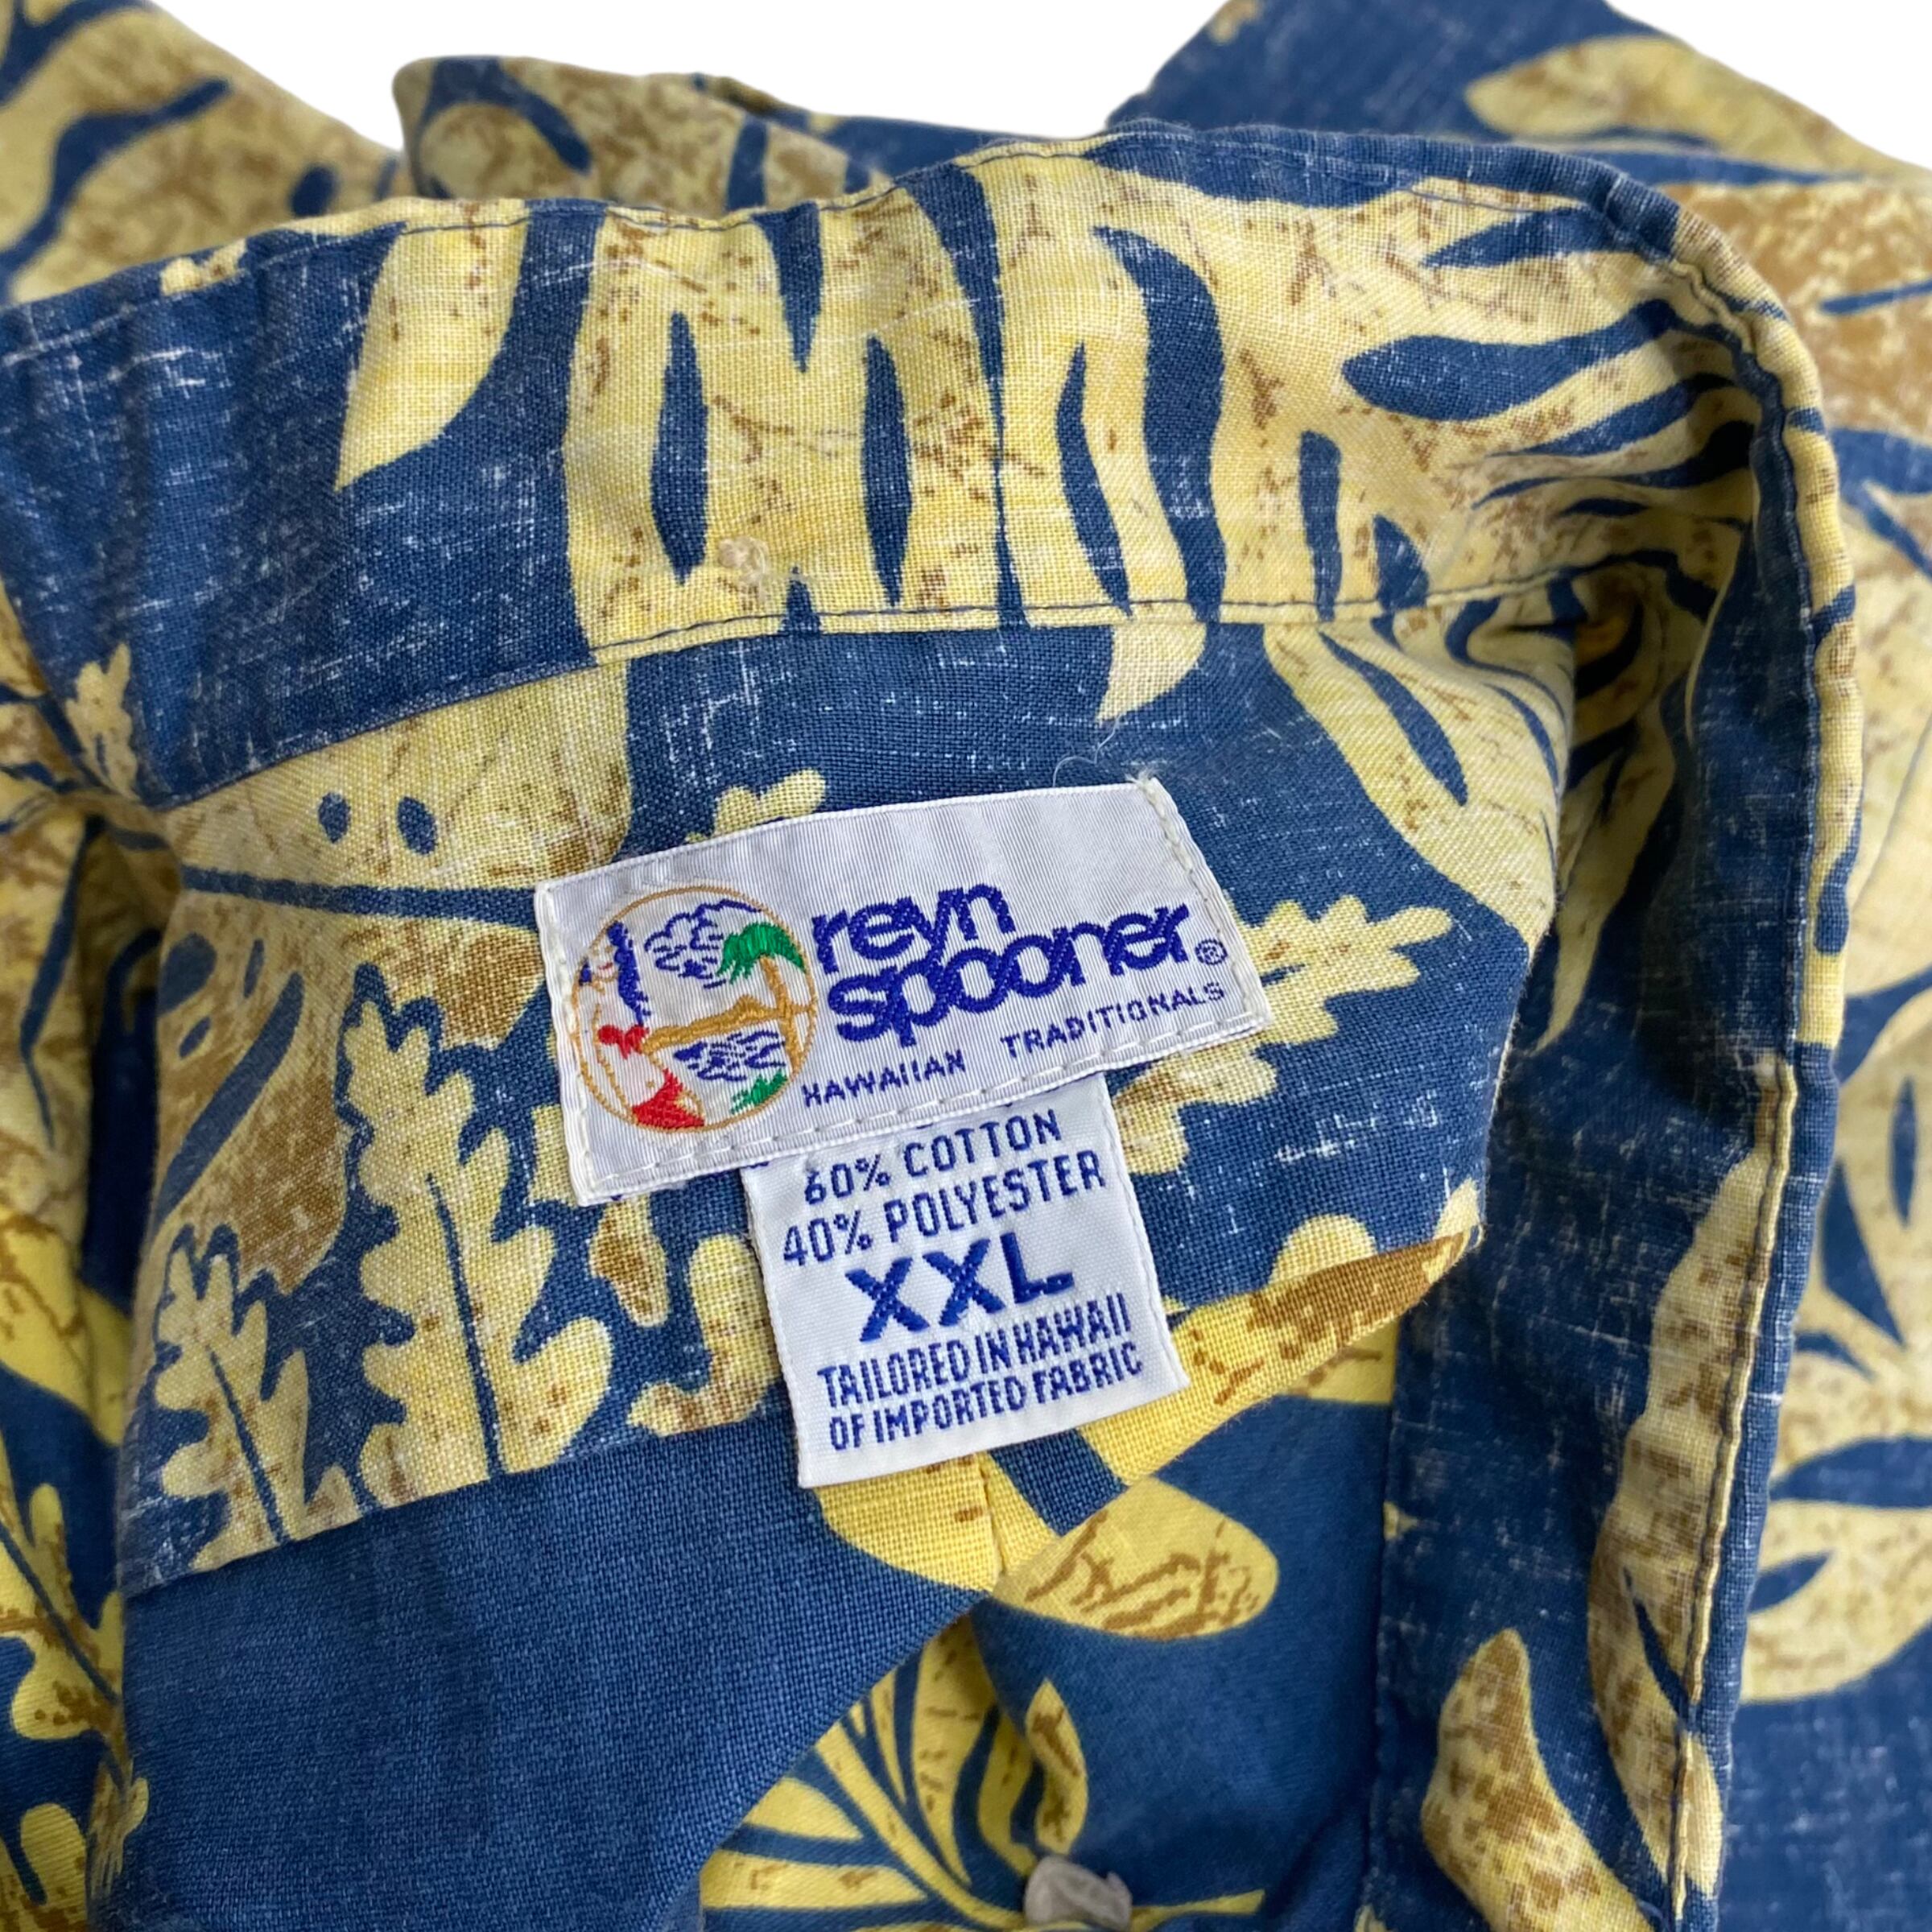 reyn
spooner®
HAWAIIAN TRADITIONALS
60% COTTON
40% POLYESTER
XXL
TAILORED IN HAWAII
OF IMPORTED FABRIC